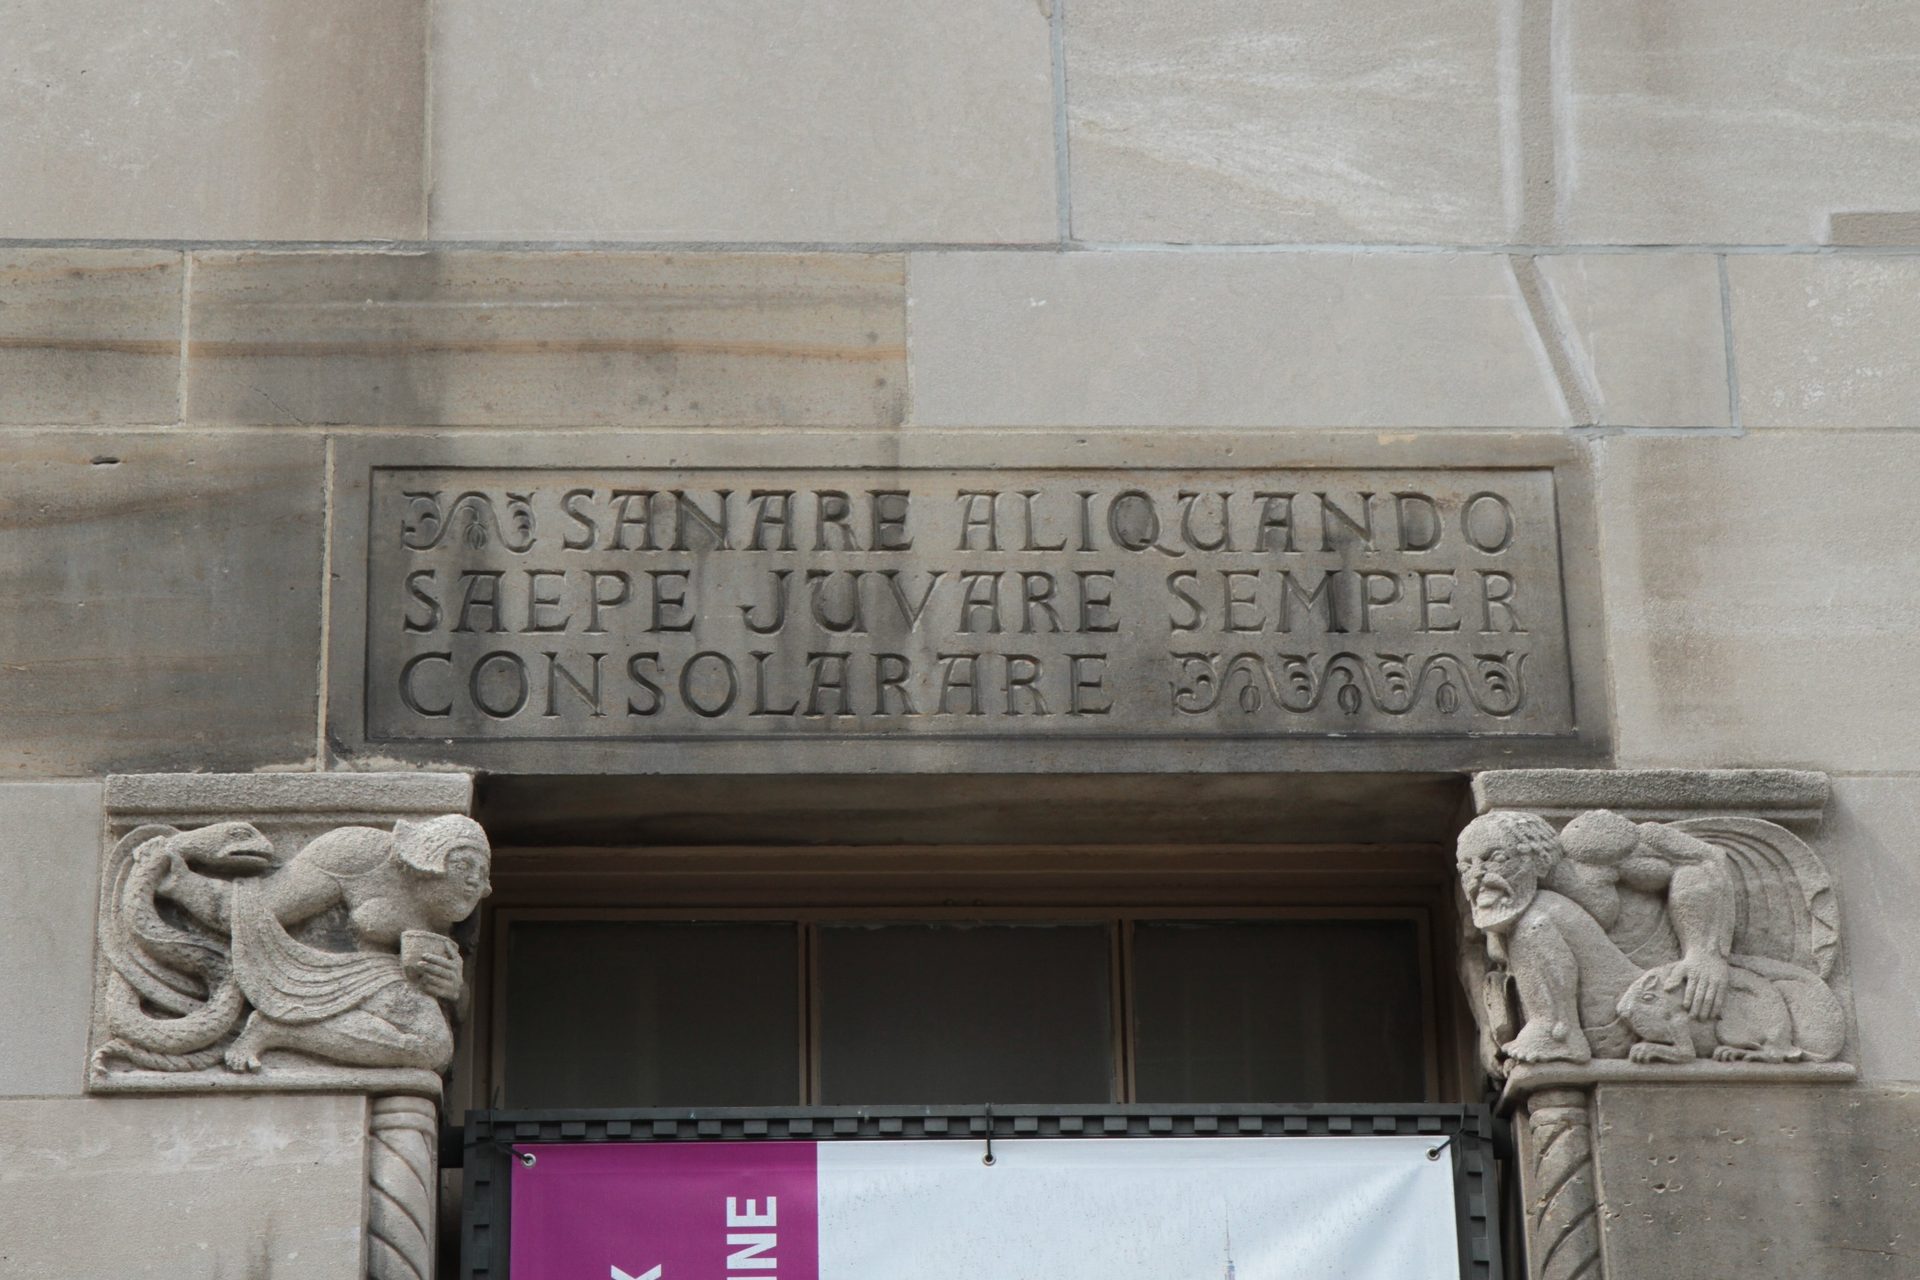 SANARE ALIQUANDO
SAEPE JUVARE SEMPER
CONSOLARARE